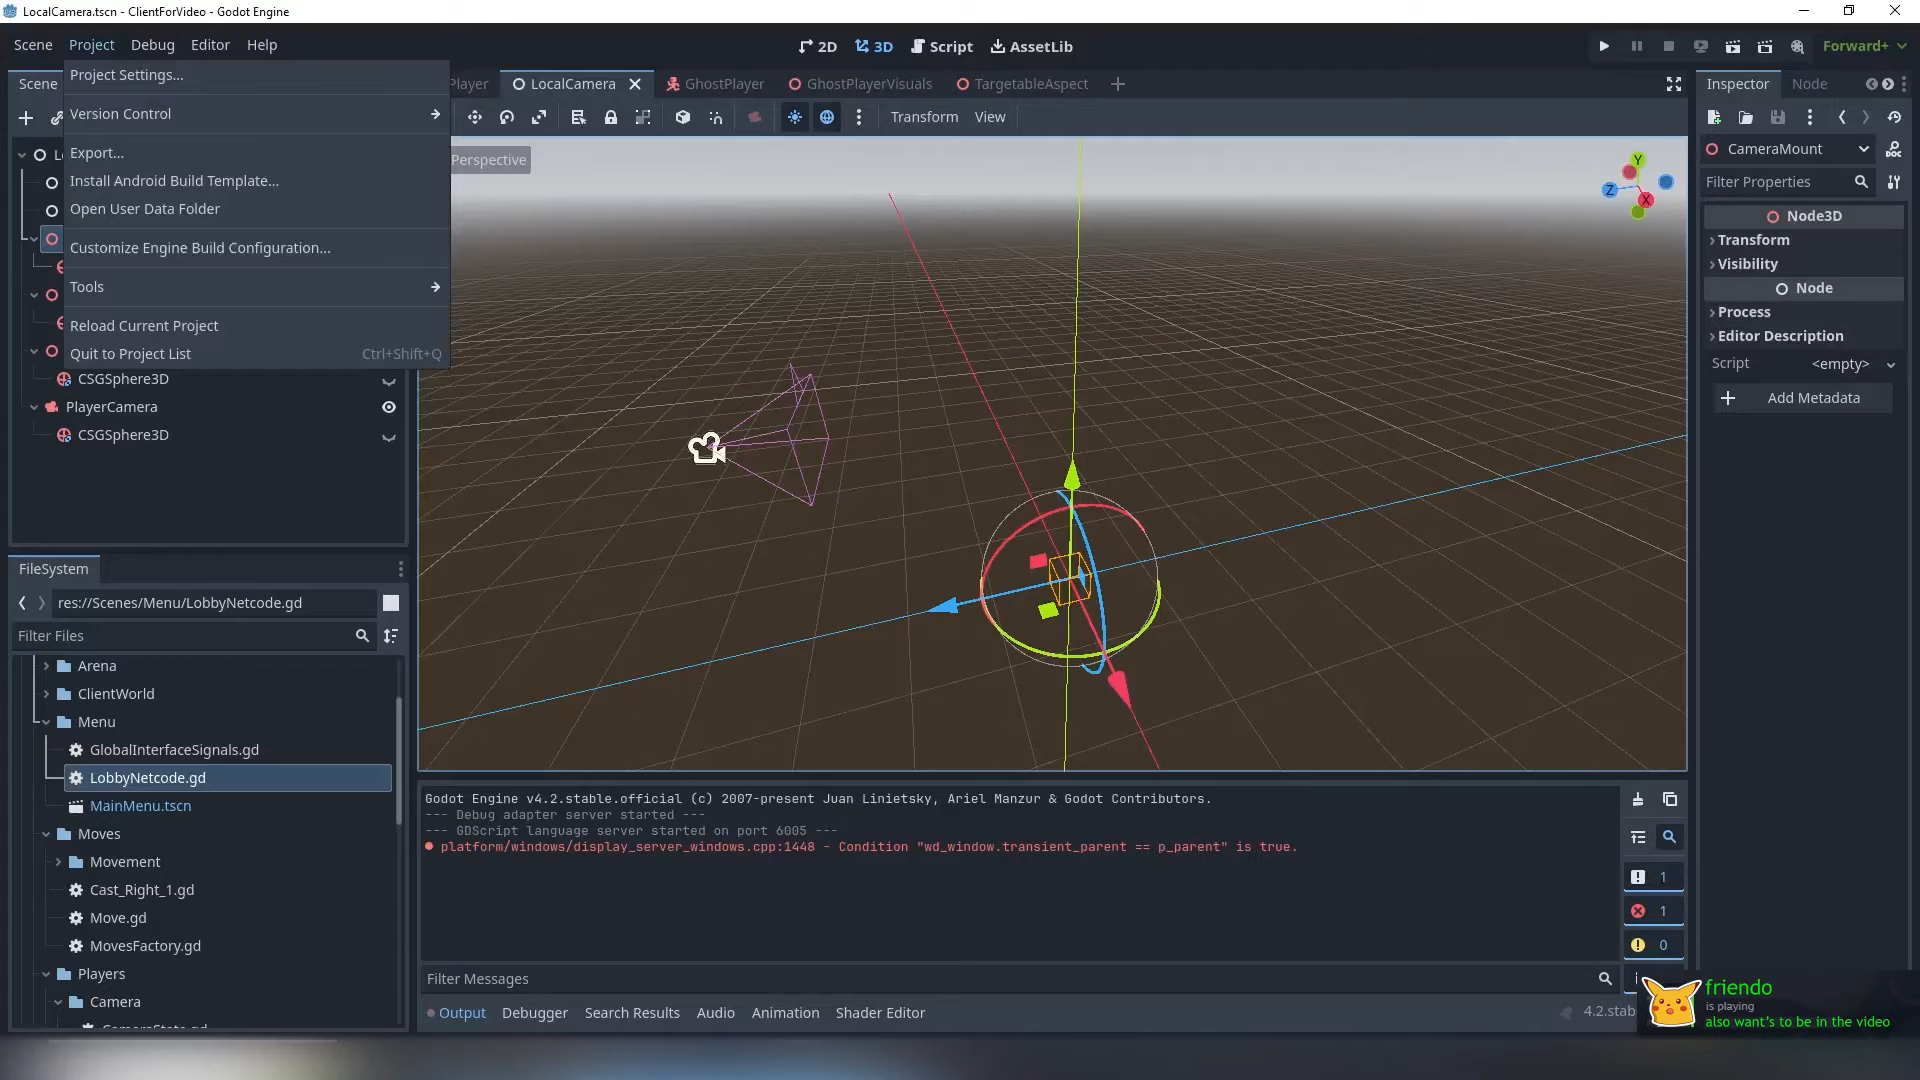 LocalCamera.tscn - ClientForVideo - Godot Engine
Scene Project Debug Editor Help
2D 3D Script AssetLib
Forward+
Scene
Project Settings...
Version Control
Export...
Install Android Build Template...
Open User Data Folder
Customize Engine Build Configuration...
Tools
Reload Current Project
Quit to Project List Ctrl+Shift+Q
CSGSphere3D
PlayerCamera
CSGSphere3D
Player LocalCamera GhostPlayer GhostPlayerVisuals TargetableAspect
Transform View
Perspective
Y
Z
X
Inspector Node
CameraMount
DOC
Filter Properties
Node3D
Transform
Visibility
Node
Process
Editor Description
Script <empty>
Add Metadata
FileSystem
res://Scenes/Menu/LobbyNetcode.gd
Filter Files
Arena
ClientWorld
Menu
GlobalInterfaceSignals.gd
LobbyNetcode.gd
MainMenu.tscn
Moves
Movement
Cast_Right_1.gd
Move.gd
MovesFactory.gd
Players
Camera
Godot Engine v4.2.stable.official (c) 2007-present Juan Linietsky, Ariel Manzur & Godot Contributors.
--- Debug adapter server started ---
--- GDScript language server started on port 6005 ---
platform/windows/display_server_windows.cpp:1448 - Condition "wd_window.transient_parent == p_parent" is true.
1
1
0
Filter Messages
Output Debugger Search Results Audio Animation Shader Editor
4.2.stab
friendo
is playing
also want's to be in the video